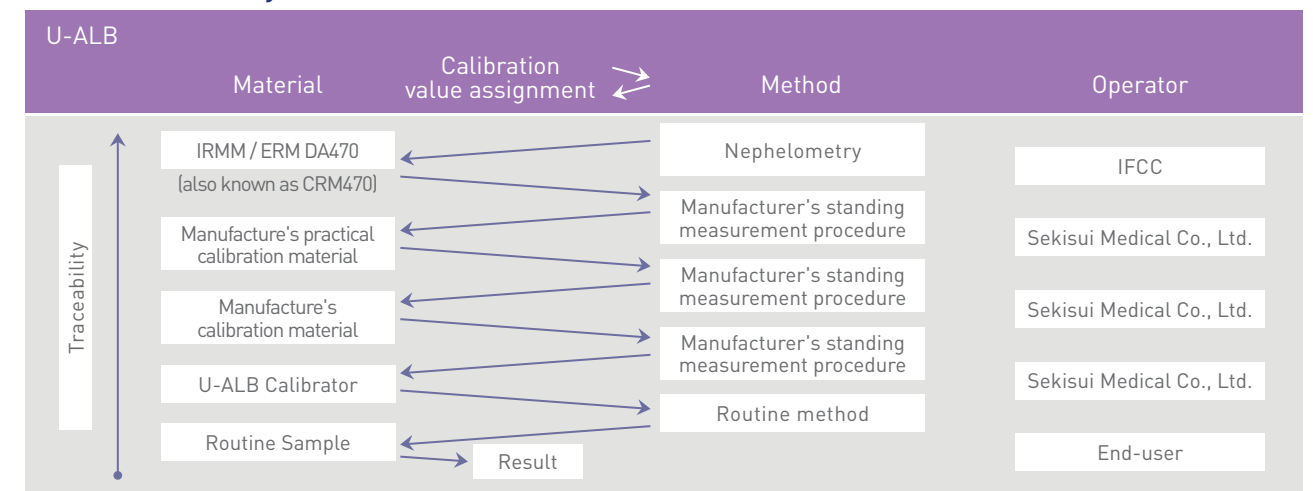 U-ALB
Material
Calibration
value assignment
Method
Operator
Traceability
IRMM / ERM DA470
(also known as CRM470)
Nephelometry
IFCC
Manufacture's practical
calibration material
Manufacturer's standing
measurement procedure
Sekisui Medical Co., Ltd.
Manufacture's
calibration material
Manufacturer's standing
measurement procedure
Sekisui Medical Co., Ltd.
U-ALB Calibrator
Manufacturer's standing
measurement procedure
Sekisui Medical Co., Ltd.
Routine Sample
Routine method
End-user
Result